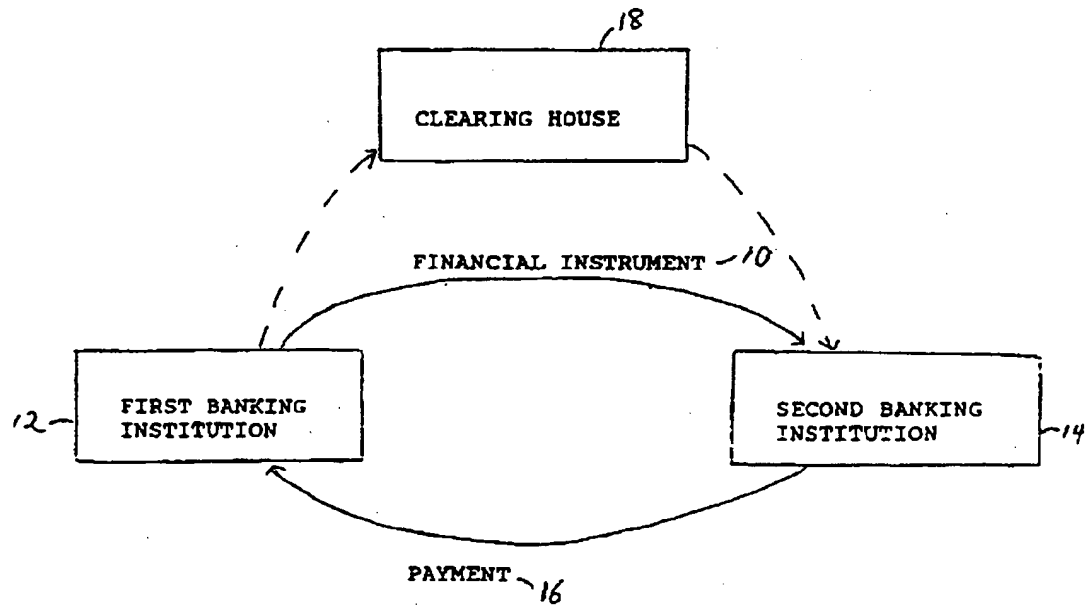 18
CLEARING HOUSE
FINANCIAL INSTRUMENT 10
FIRST BANKING
INSTITUTION
12
SECOND BANKING
INSTITUTION
14
PAYMENT 16